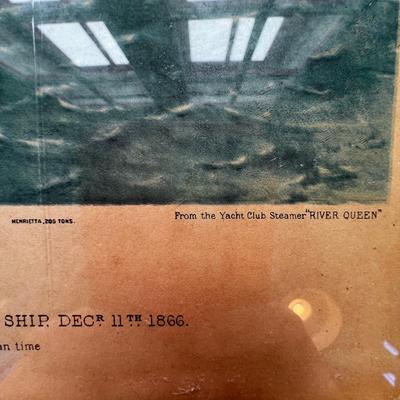 HENRIETTA, 205 TONS.
From the Yacht Club Steamer "RIVER QUEEN"
SHIP. DECR. 11TH 1866.
an time